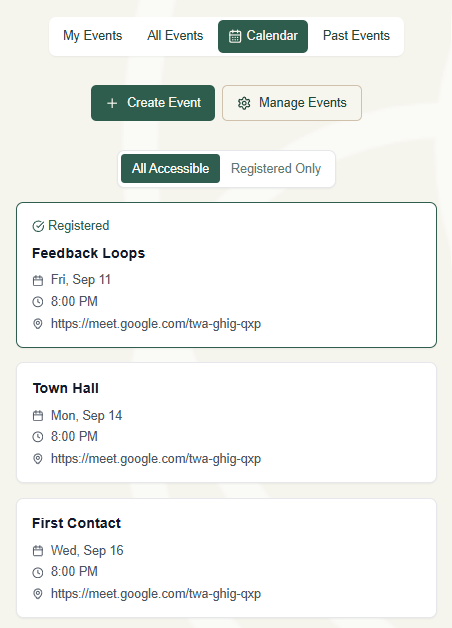 My Events All Events Calendar Past Events
+ Create Event Manage Events
All Accessible Registered Only
Registered
Feedback Loops
Fri, Sep 11
8:00 PM
https://meet.google.com/twa-ghig-qxp
Town Hall
Mon, Sep 14
8:00 PM
https://meet.google.com/twa-ghig-qxp
First Contact
Wed, Sep 16
8:00 PM
https://meet.google.com/twa-ghig-qxp